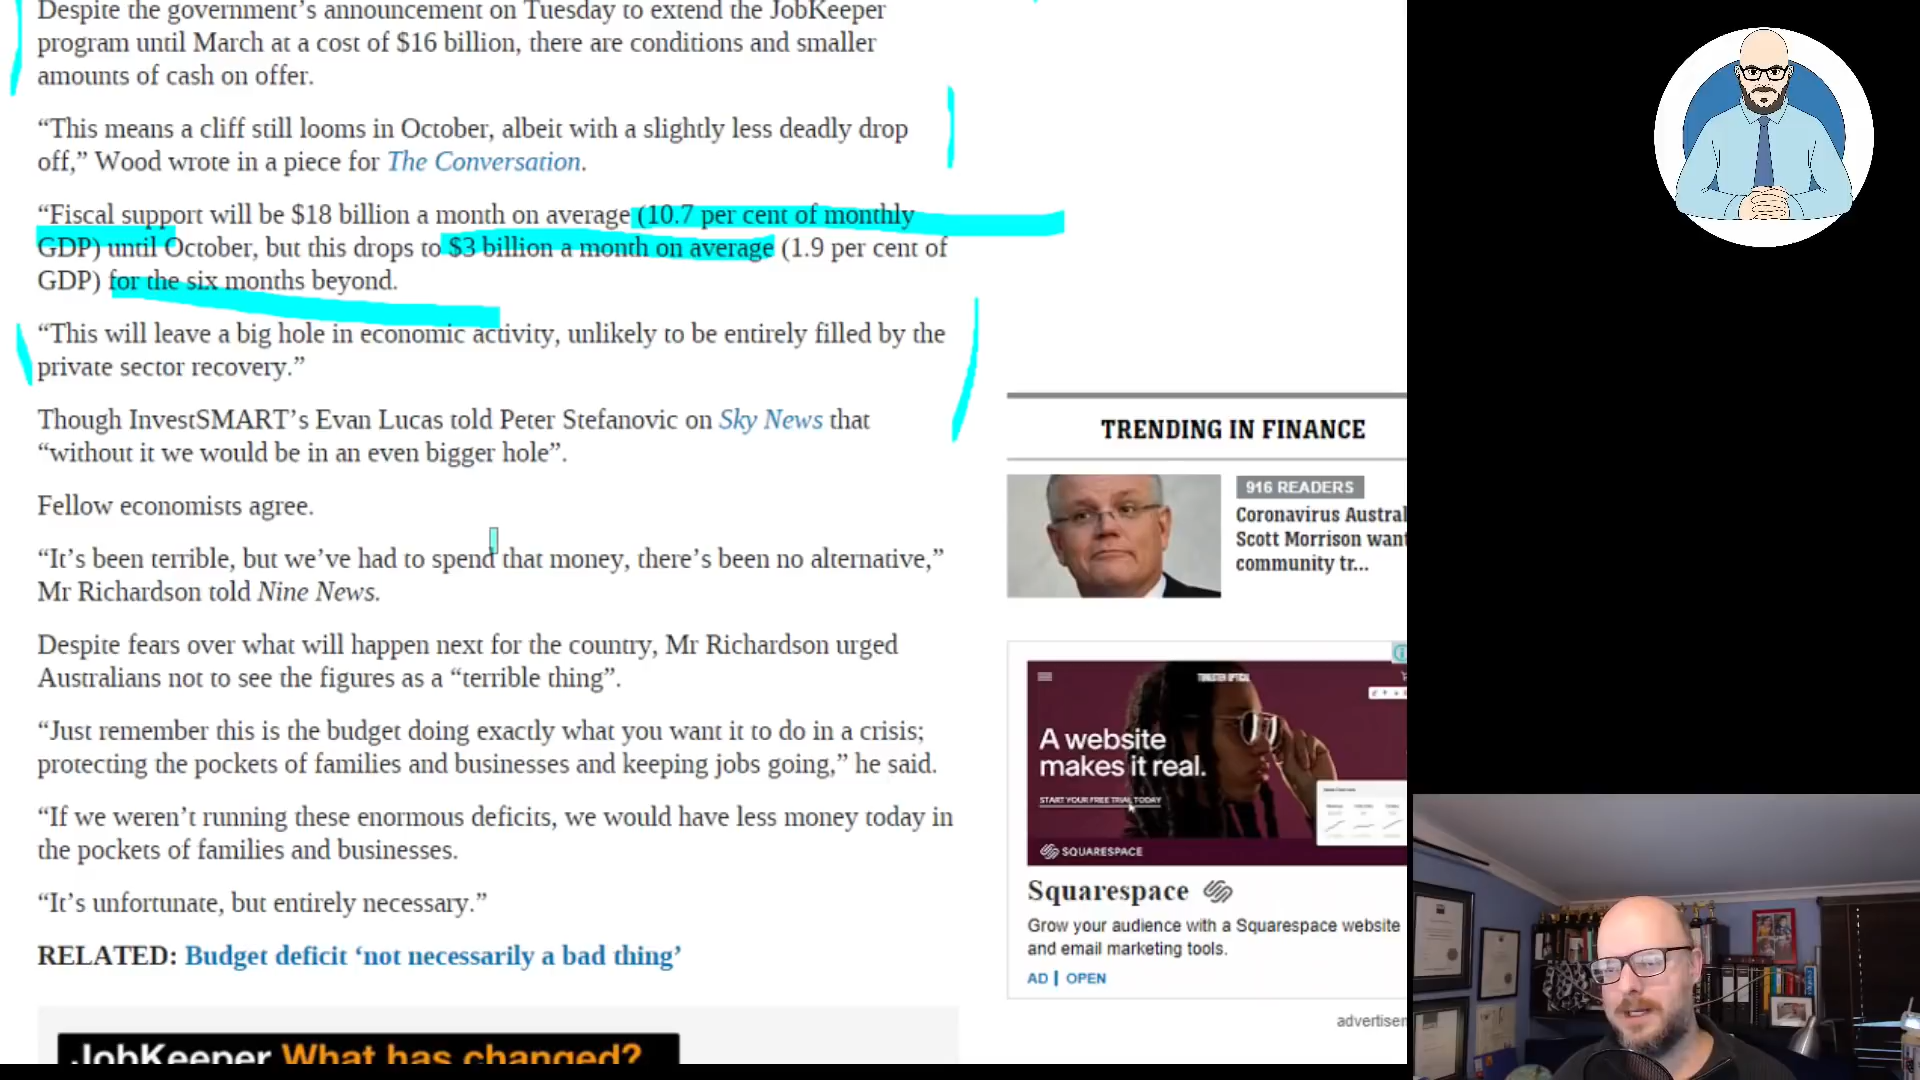 Despite the government’s announcement on Tuesday to extend the JobKeeper
program until March at a cost of $16 billion, there are conditions and smaller
amounts of cash on offer.
“This means a cliff still looms in October, albeit with a slightly less deadly drop
off,” Wood wrote in a piece for The Conversation.
“Fiscal support will be $18 billion a month on average (10.7 per cent of monthly
GDP) until October, but this drops to $3 billion a month on average (1.9 per cent of
GDP) for the six months beyond.
“This will leave a big hole in economic activity, unlikely to be entirely filled by the
private sector recovery.”
Though InvestSMART’s Evan Lucas told Peter Stefanovic on Sky News that
“without it we would be in an even bigger hole”.
Fellow economists agree.
“It’s been terrible, but we’ve had to spend that money, there’s been no alternative,”
Mr Richardson told Nine News.
Despite fears over what will happen next for the country, Mr Richardson urged
Australians not to see the figures as a “terrible thing”.
“Just remember this is the budget doing exactly what you want it to do in a crisis;
protecting the pockets of families and businesses and keeping jobs going,” he said.
“If we weren’t running these enormous deficits, we would have less money today in
the pockets of families and businesses.
“It’s unfortunate, but entirely necessary.”
RELATED: Budget deficit ‘not necessarily a bad thing’
JobKeeper What has changed?
TRENDING IN FINANCE
916 READERS
Coronavirus Austral
Scott Morrison want
community tr...
A website
makes it real.
START YOUR FREE TRIAL TODAY
SQUARESPACE
Squarespace
Grow your audience with a Squarespace website
and email marketing tools.
AD | OPEN
advertisen